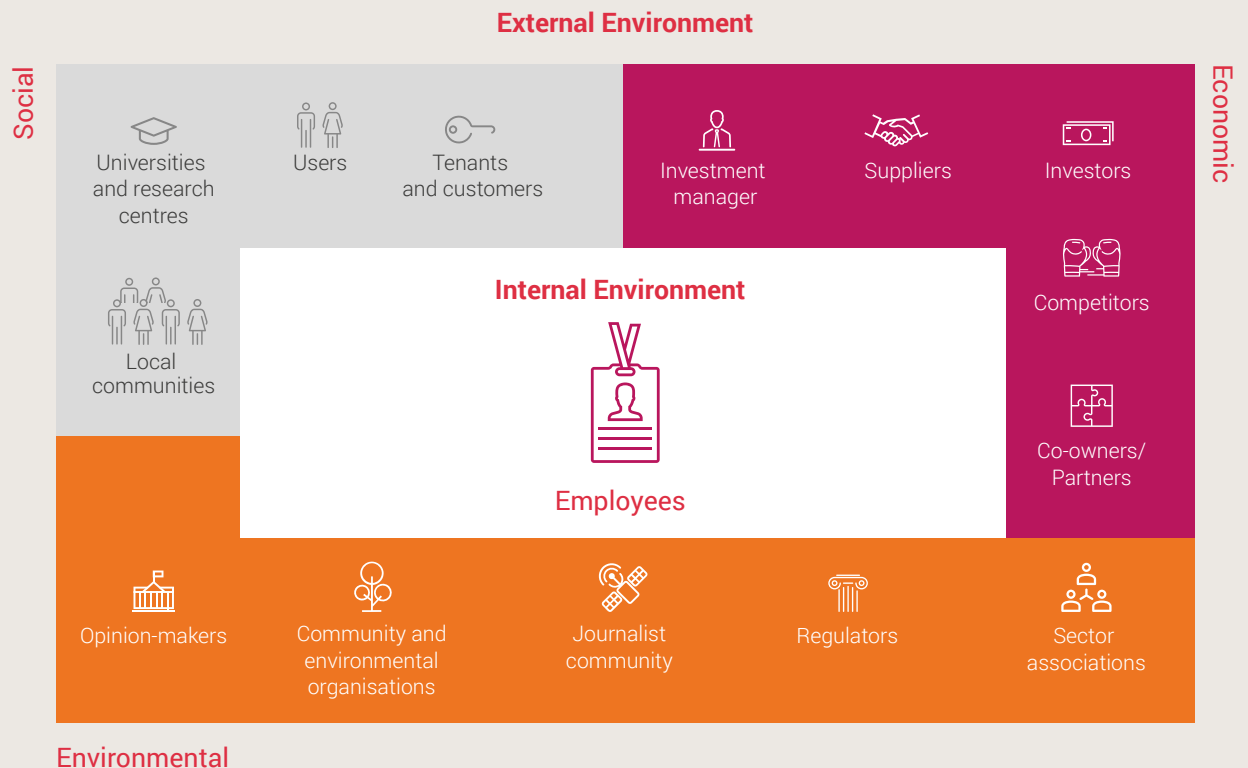 External Environment
Social
Economic
Universities
and research
centres
Users
Tenants
and customers
Investment
manager
Suppliers
Investors
Competitors
Local
communities
Internal Environment
Employees
Co-owners/
Partners
Opinion-makers
Community and
environmental
organisations
Journalist
community
Regulators
Sector
associations
Environmental